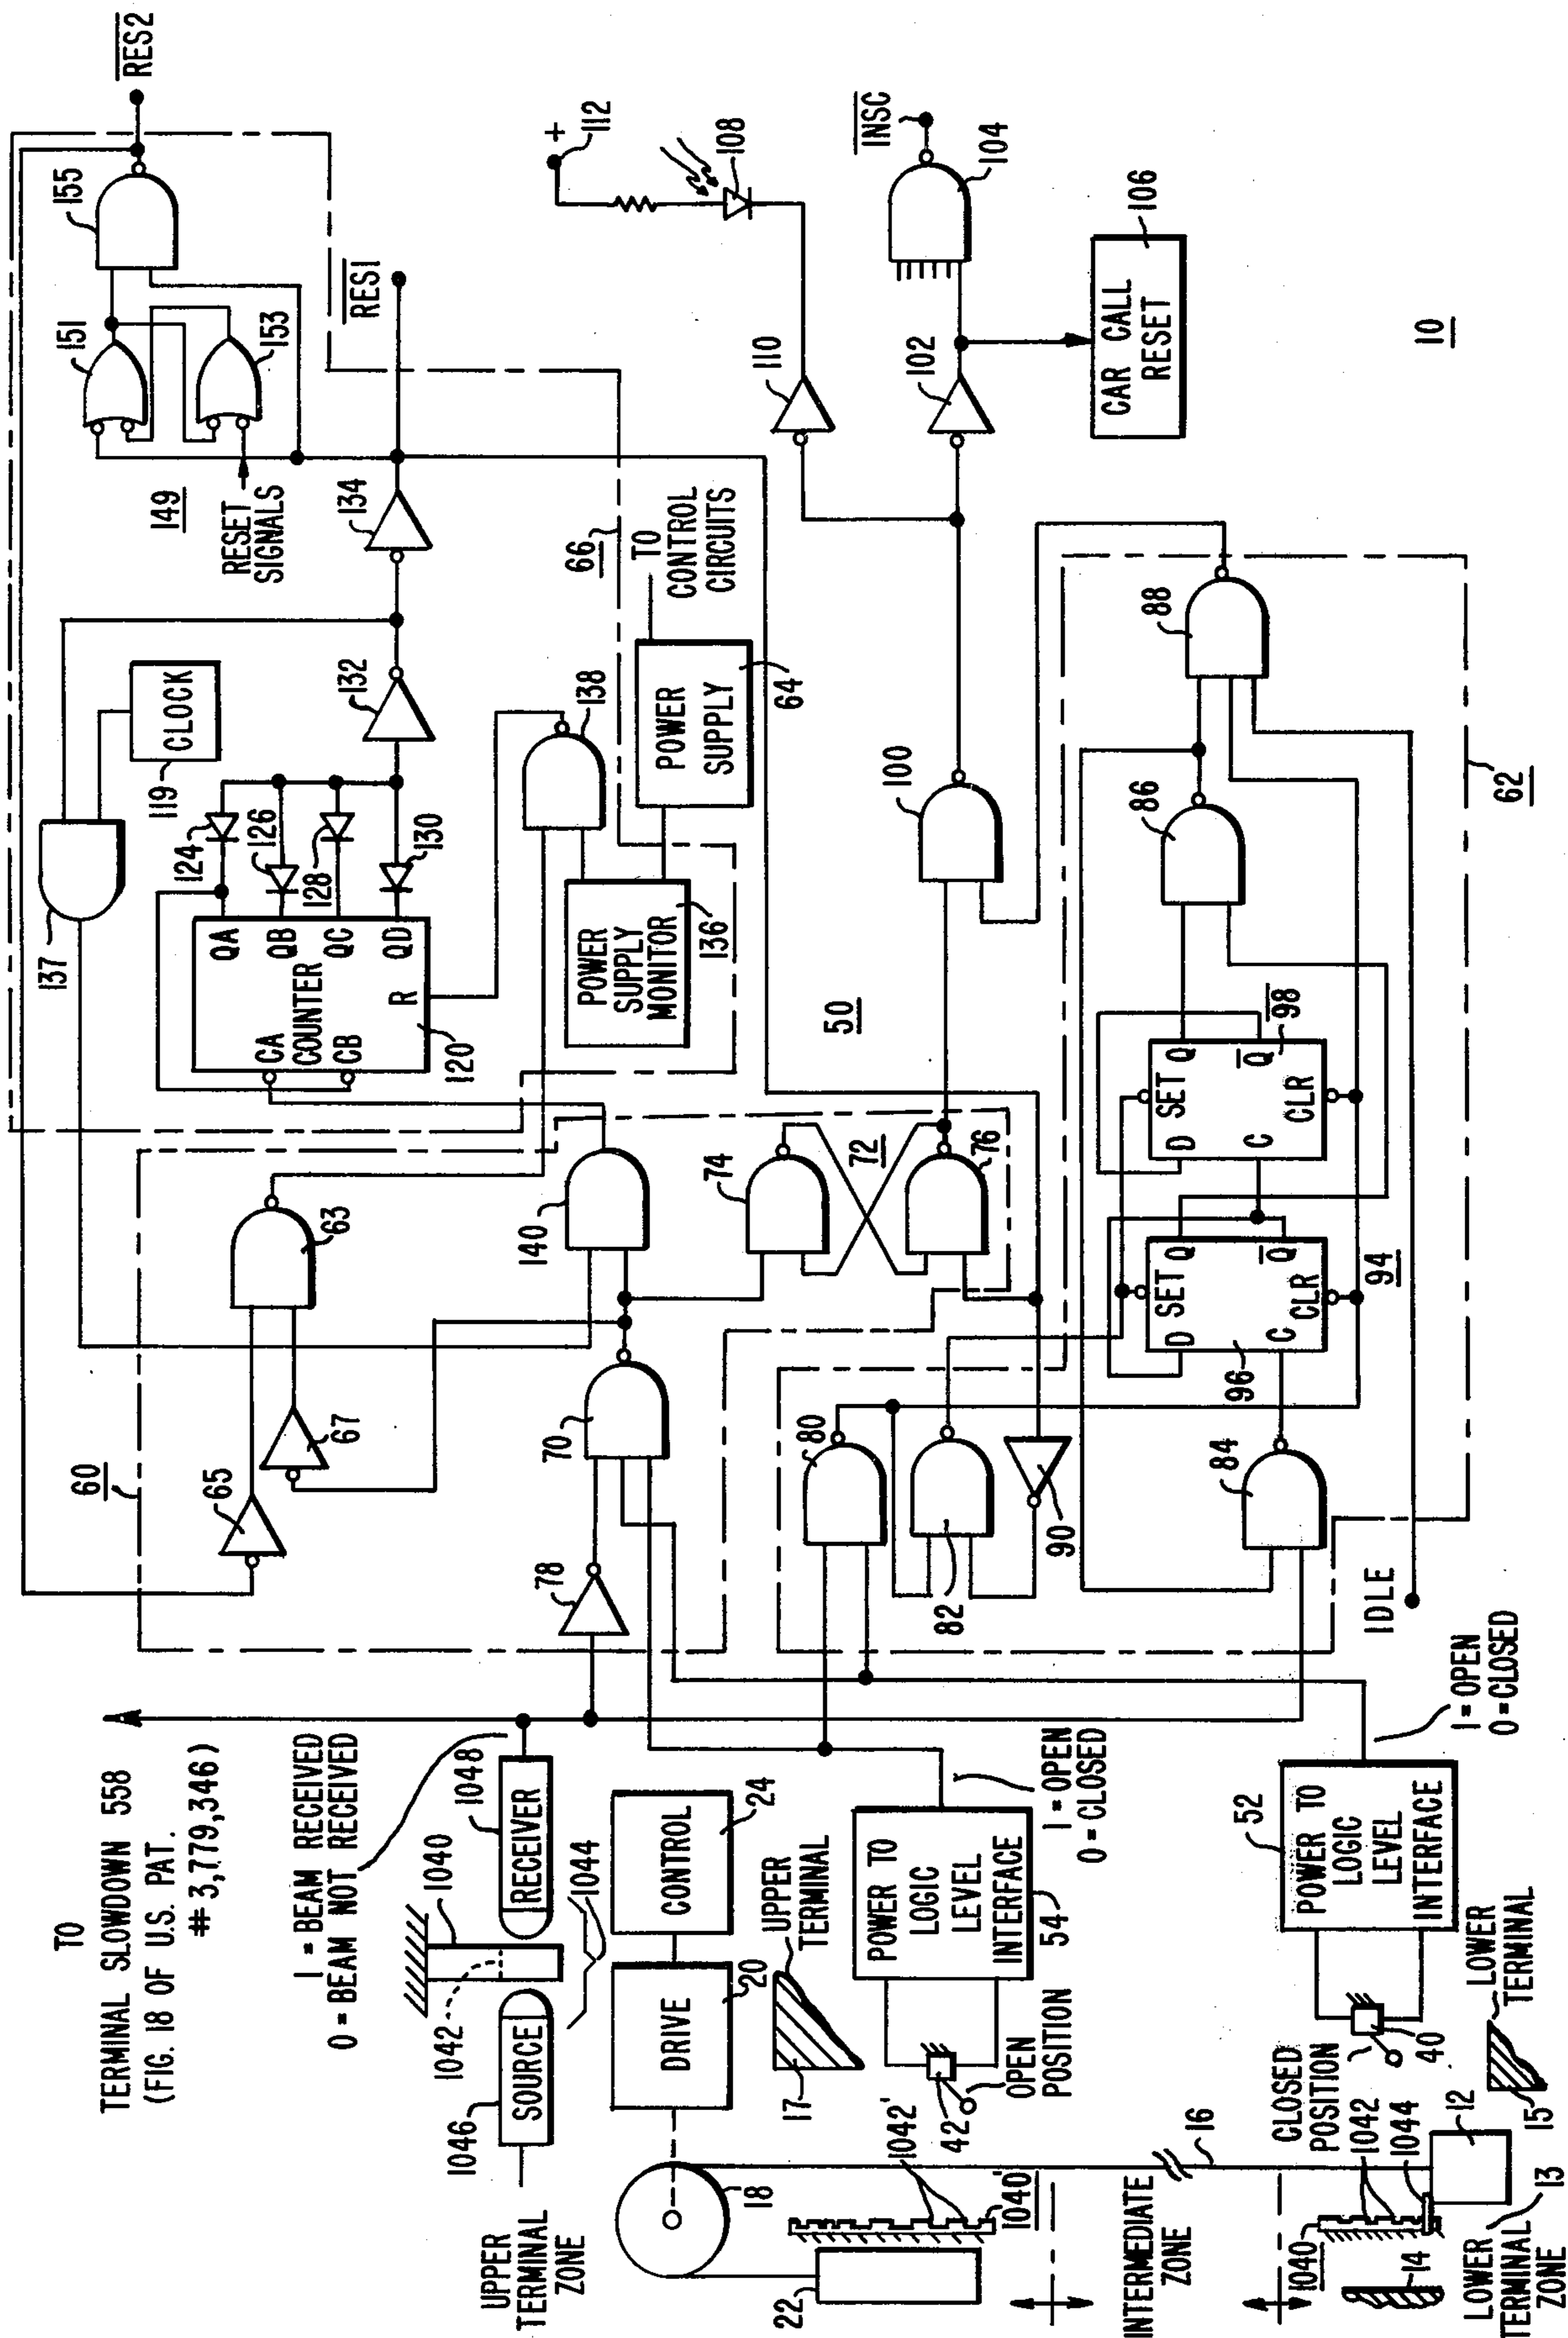 TO
TERMINAL SLOWDOWN 558
(FIG. 18 OF U.S. PAT.
# 3,779,346)
1 = BEAM RECEIVED
0 = BEAM NOT RECEIVED
1046
SOURCE
1042
1040
1048
RECEIVER
1044
UPPER
TERMINAL
ZONE
18
DRIVE
20
CONTROL
24
17
UPPER
TERMINAL
22
1042'
1040'
42
OPEN
POSITION
POWER TO
LOGIC
LEVEL
INTERFACE
54
1 = OPEN
0 = CLOSED
INTERMEDIATE
ZONE
16
CLOSED
POSITION
1042
1044
1040
14
12
13
LOWER
TERMINAL
ZONE
40
15
LOWER
TERMINAL
52
POWER TO
LOGIC
LEVEL
INTERFACE
1 = OPEN
0 = CLOSED
IDLE
60
65
67
63
78
70
140
74
72
76
80
82
90
84
96
94
D
SET
Q
C
Q
CLR
98
D
SET
Q
C
Q
CLR
86
88
62
50
100
137
119
CLOCK
124
126
128
130
QA
QB
QC
QD
CA
COUNTER
CB
R
120
132
134
138
POWER
SUPPLY
MONITOR
136
POWER
SUPPLY
64
66
TO
CONTROL
CIRCUITS
149
RESET
SIGNALS
151
153
155
RES2
RES1
+
112
108
110
102
104
INSC
CAR CALL
RESET
106
10